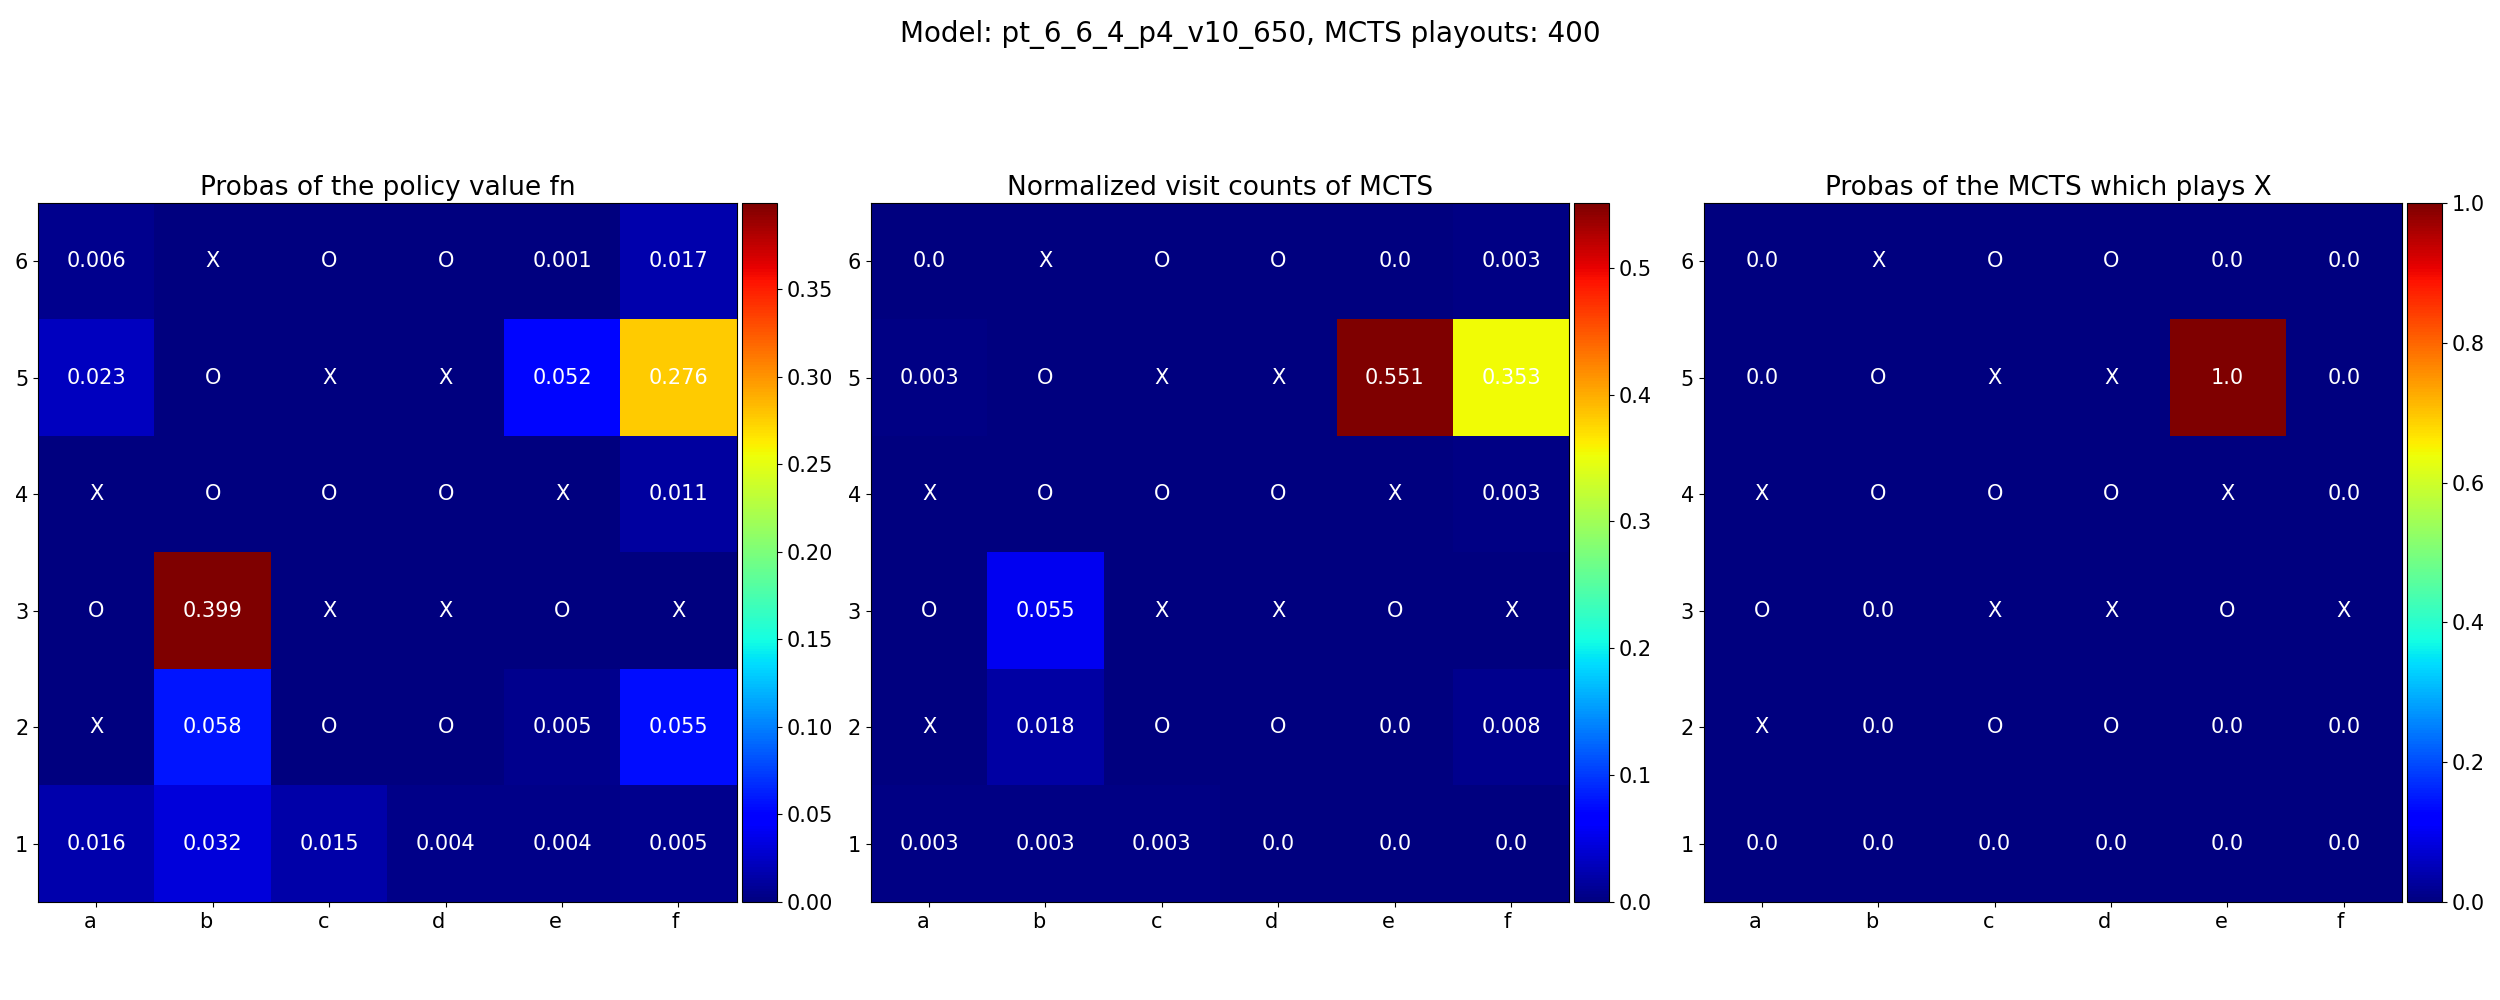 Model: pt_6_6_4_p4_v10_650, MCTS playouts: 400
Probas of the policy value fn
6 0.006 X O O 0.001 0.017
5 0.023 O X X 0.052 0.276
4 X O O O X 0.011
3 O 0.399 X X O X
2 X 0.058 O O 0.005 0.055
1 0.016 0.032 0.015 0.004 0.004 0.005
a b c d e f
0.35
0.30
0.25
0.20
0.15
0.10
0.05
0.00
Normalized visit counts of MCTS
6 0.0 X O O 0.0 0.003
5 0.003 O X X 0.551 0.353
4 X O O O X 0.003
3 O 0.055 X X O X
2 X 0.018 O O 0.0 0.008
1 0.003 0.003 0.003 0.0 0.0 0.0
a b c d e f
0.5
0.4
0.3
0.2
0.1
0.0
Probas of the MCTS which plays X
6 0.0 X O O 0.0 0.0
5 0.0 O X X 1.0 0.0
4 X O O O X 0.0
3 O 0.0 X X O X
2 X 0.0 O O 0.0 0.0
1 0.0 0.0 0.0 0.0 0.0 0.0
a b c d e f
1.0
0.8
0.6
0.4
0.2
0.0